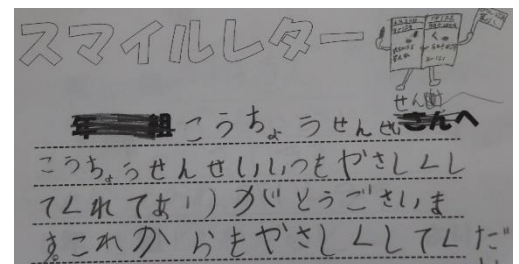 スマイルレター
こうちょうせんせい
こうちょうせんせいいつもやさしくし
てくれてありがとうございま
す。これからもやさしくしてくだ